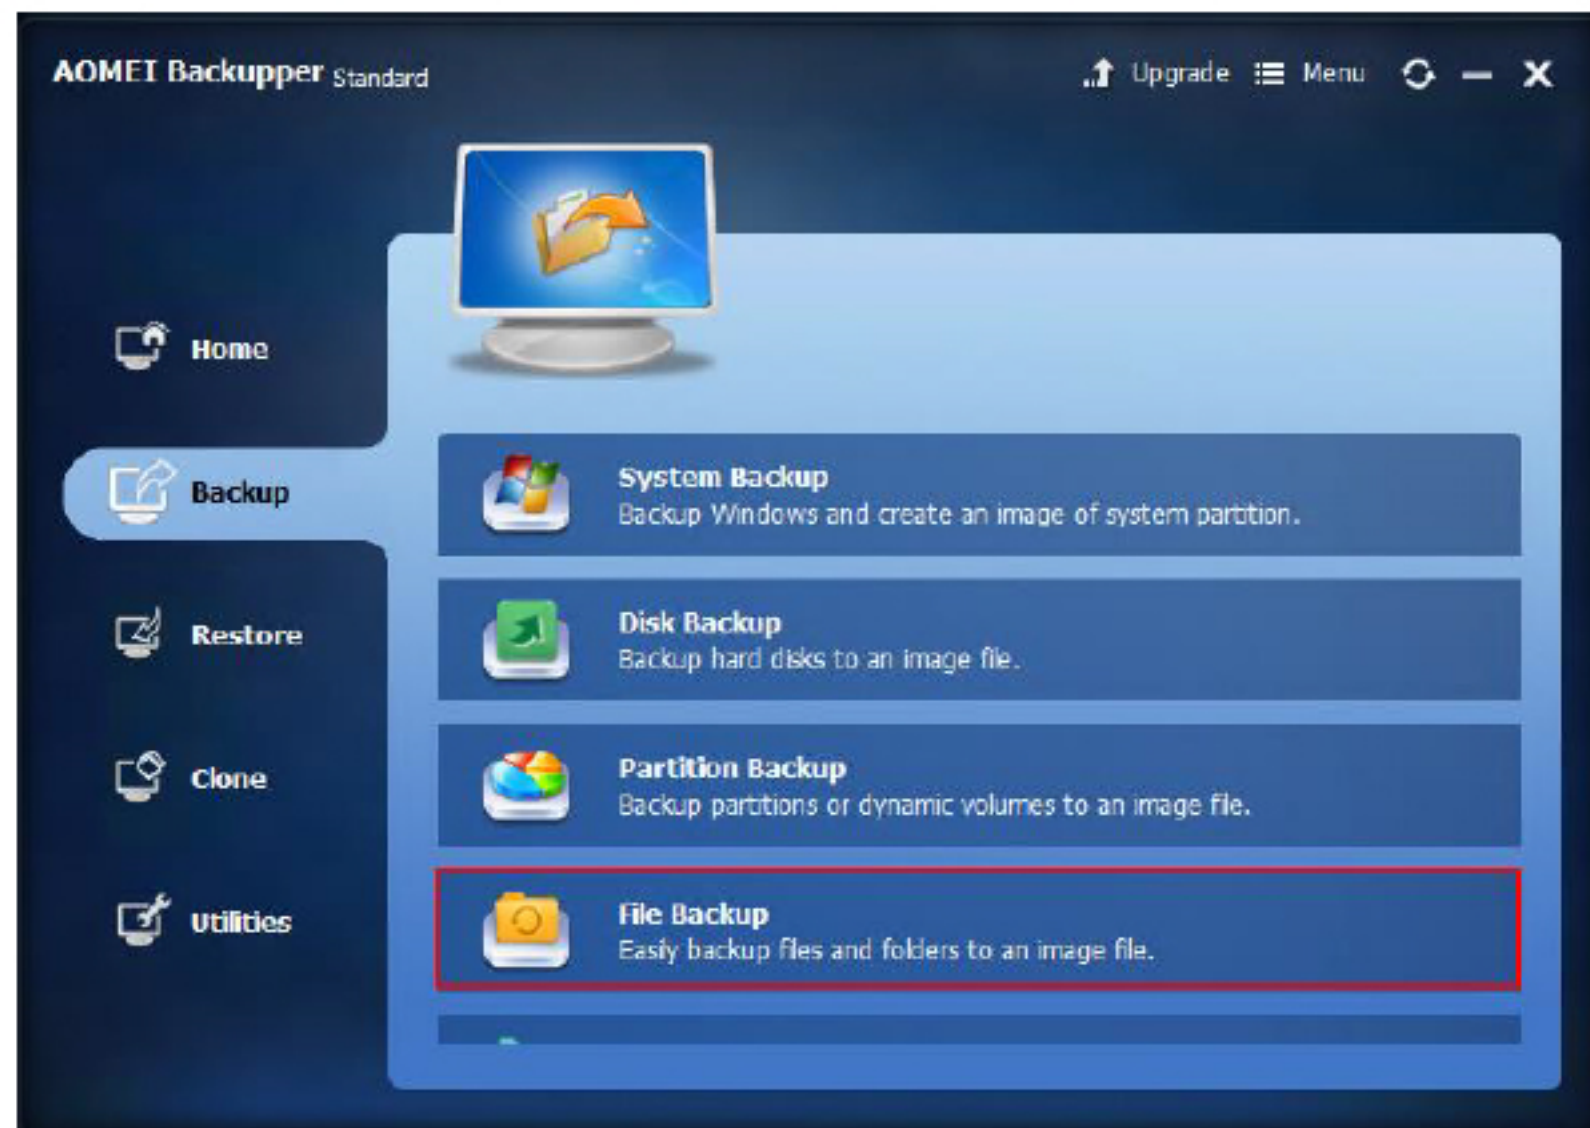 AOMEI Backupper Standard
Upgrade Menu
Home
Backup
Restore
Clone
Utilities
System Backup
Backup Windows and create an image of system partition.
Disk Backup
Backup hard disks to an image file.
Partition Backup
Backup partitions or dynamic volumes to an image file.
File Backup
Easily backup files and folders to an image file.